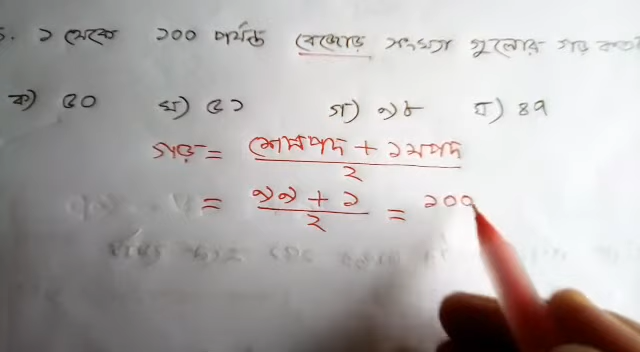 ১ থেকে ১০০ পর্যন্ত বেজোড় সংখ্যা গুলোর গড় কত
ক) ৫০ খ) ৫১ গ) ৯৮ ঘ) ৪৭
গড় = শেষপদ + ১মপদ / ২
= ৯৯ + ১ / ২ = ১০০